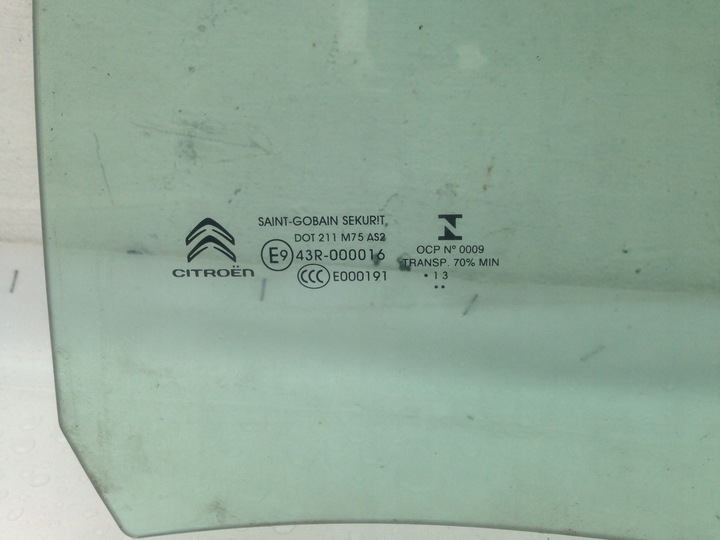 CITROËN
SAINT-GOBAIN SEKURIT
DOT 211 M75 AS2
E9 43R-000016
CCC E000191
N
OCP Nº 0009
TRANSP. 70% MIN
• 1 3
••